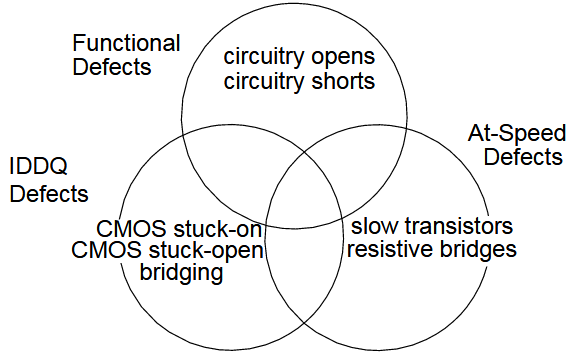 Functional
Defects
circuitry opens
circuitry shorts
At-Speed
Defects
IDDQ
Defects
CMOS stuck-on
CMOS stuck-open
bridging
slow transistors
resistive bridges